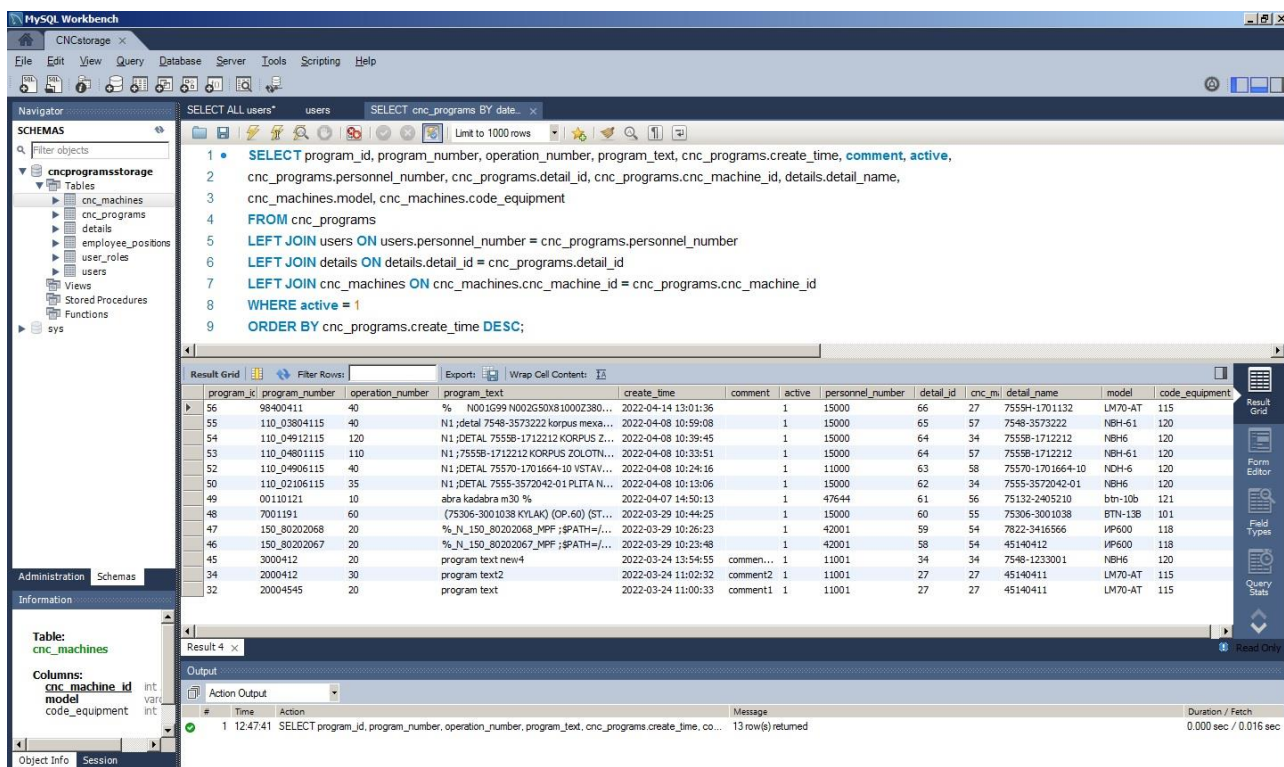 MySQL Workbench
CNCstorage ×
File Edit View Query Database Server Tools Scripting Help
Navigator
SCHEMAS
Filter objects
cncprogramsstorage
Tables
cnc_machines
cnc_programs
details
employee_positions
user_roles
users
Views
Stored Procedures
Functions
sys
Administration Schemas
Information
Table:
cnc_machines
Columns:
cnc_machine_id int
model varc
code_equipment int
Object Info Session
SELECT ALL users* users SELECT cnc_programs BY date... ×
Limit to 1000 rows
1 SELECT program_id, program_number, operation_number, program_text, cnc_programs.create_time, comment, active,
2 cnc_programs.personnel_number, cnc_programs.detail_id, cnc_programs.cnc_machine_id, details.detail_name,
3 cnc_machines.model, cnc_machines.code_equipment
4 FROM cnc_programs
5 LEFT JOIN users ON users.personnel_number = cnc_programs.personnel_number
6 LEFT JOIN details ON details.detail_id = cnc_programs.detail_id
7 LEFT JOIN cnc_machines ON cnc_machines.cnc_machine_id = cnc_programs.cnc_machine_id
8 WHERE active = 1
9 ORDER BY cnc_programs.create_time DESC;
Result Grid Filter Rows: Export: Wrap Cell Content:
program_ic program_number operation_number program_text create_time comment active personnel_number detail_id cnc_m detail_name model code_equipment
56 98400411 40 % N001G99 N002G50X81000Z380... 2022-04-14 13:01:36 1 15000 66 27 7555H-1701132 LM70-AT 115
55 110_03804115 40 N1 ;detal 7548-3573222 korpus mexa... 2022-04-08 10:59:08 1 15000 65 57 7548-3573222 NBH-61 120
54 110_04912115 120 N1 ;DETAL 7555B-1712212 KORPUS Z... 2022-04-08 10:39:45 1 15000 64 34 7555B-1712212 NBH6 120
53 110_04801115 110 N1 ;7555B-1712212 KORPUS ZOLOTN... 2022-04-08 10:33:51 1 15000 64 57 7555B-1712212 NBH-61 120
52 110_04906115 40 N1 ;DETAL 75570-1701664-10 VSTAV... 2022-04-08 10:24:16 1 11000 63 58 75570-1701664-10 NDH-6 120
50 110_02106115 35 N1 ;DETAL 7555-3572042-01 PLITA N... 2022-04-08 10:13:06 1 15000 62 34 7555-3572042-01 NBH6 120
49 00110121 10 abra kadabra m30 % 2022-04-07 14:50:13 1 47644 61 56 75132-2405210 btn-10b 121
48 7001191 60 (75306-3001038 KYLAK) (OP.60) (ST... 2022-03-29 10:44:25 1 15000 60 55 75306-3001038 BTN-13B 101
47 150_80202068 20 %_N_150_80202068_MPF ;$PATH=/... 2022-03-29 10:26:23 1 42001 59 54 7822-3416566 ИР600 118
46 150_80202067 20 %_N_150_80202067_MPF ;$PATH=/... 2022-03-29 10:23:48 1 42001 58 54 45140412 ИР600 118
45 3000412 20 program text new4 2022-03-24 13:54:55 commen... 1 11001 34 34 7548-1233001 NBH6 120
34 2000412 30 program text2 2022-03-24 11:02:32 comment2 1 11001 27 27 45140411 LM70-AT 115
32 20004545 20 program text 2022-03-24 11:00:33 comment1 1 11001 27 27 45140411 LM70-AT 115
Result Grid
Form Editor
Field Types
Query Stats
Result 4 ×
Read Only
Output
Action Output
# Time Action Message Duration / Fetch
1 12:47:41 SELECT program_id, program_number, operation_number, program_text, cnc_programs.create_time, co... 13 row(s) returned 0.000 sec / 0.016 sec